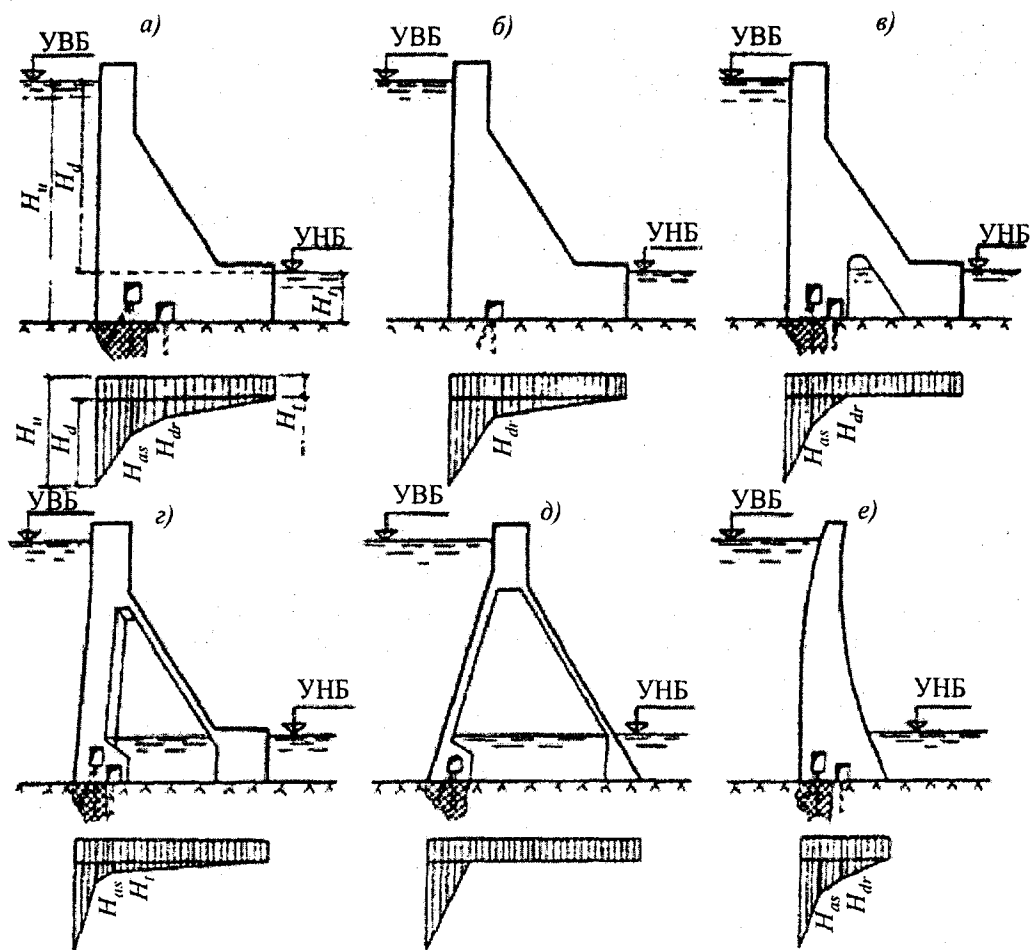 а)
б)
в)
УВБ
УВБ
УВБ
H_u
H_d
УНБ
УНБ
УНБ
H_t
H_u
H_d
H_as
H_dr
H_t
H_dr
H_as
H_dr
УВБ
г)
УВБ
д)
УВБ
е)
УНБ
УНБ
УНБ
H_as
H_t
H_as
H_dr